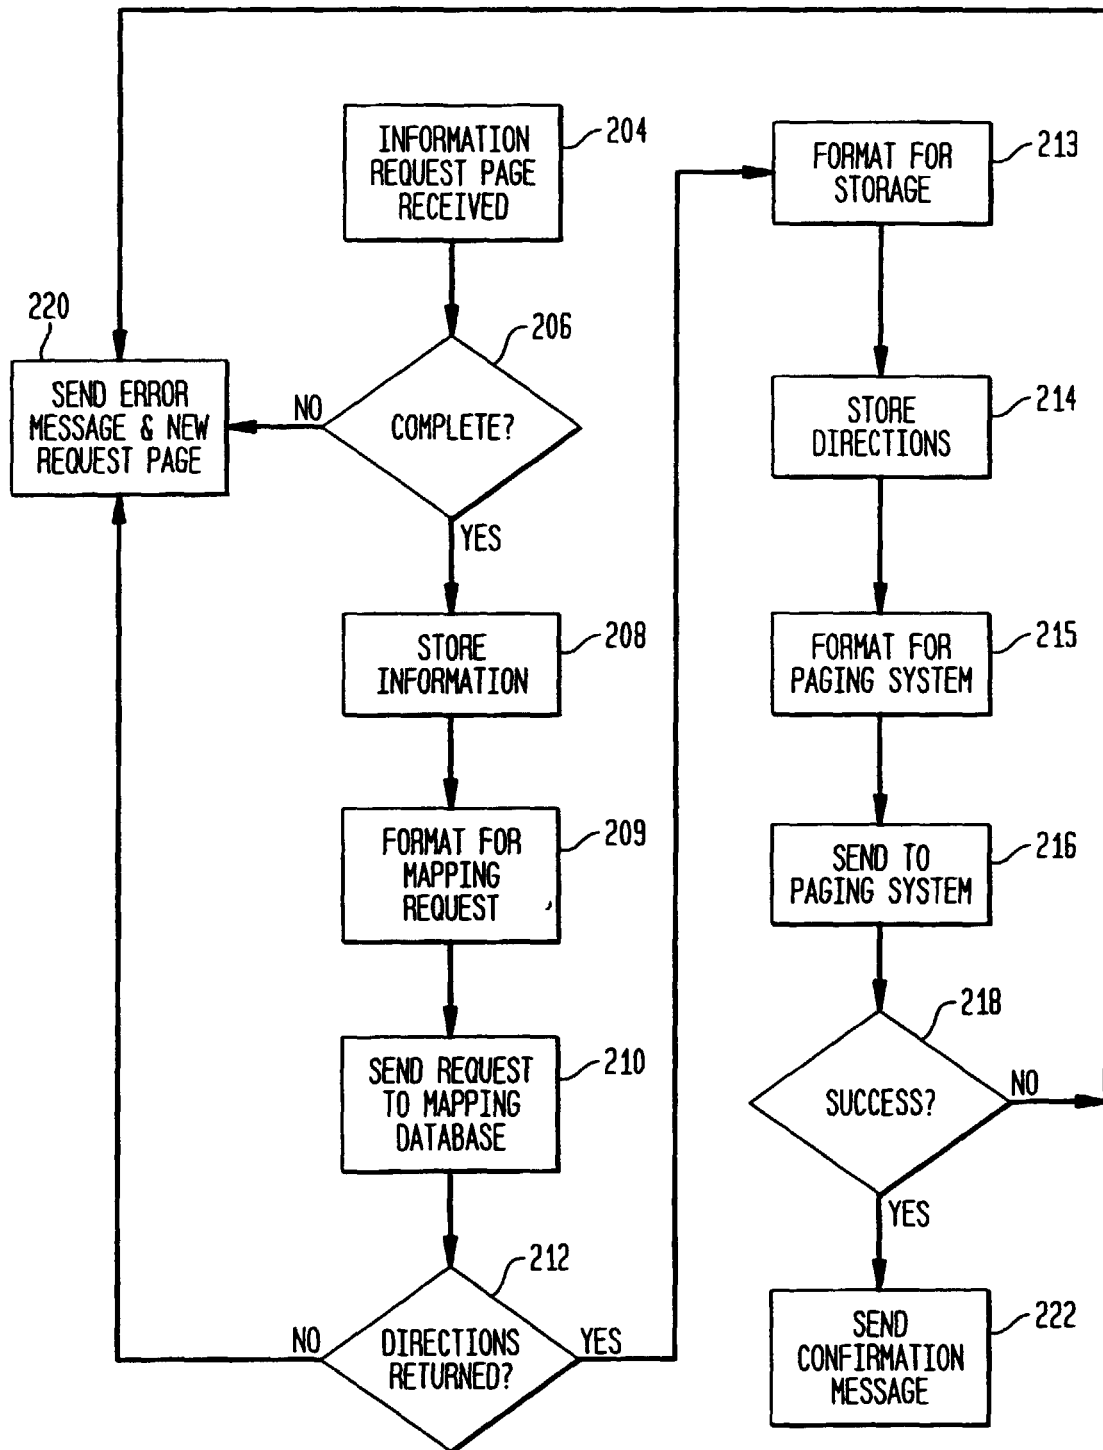 INFORMATION
REQUEST PAGE
RECEIVED
204
206
COMPLETE?
NO
YES
220
SEND ERROR
MESSAGE & NEW
REQUEST PAGE
STORE
INFORMATION
208
FORMAT FOR
MAPPING
REQUEST
209
SEND REQUEST
TO MAPPING
DATABASE
210
212
DIRECTIONS
RETURNED?
NO
YES
FORMAT FOR
STORAGE
213
STORE
DIRECTIONS
214
FORMAT FOR
PAGING SYSTEM
215
SEND TO
PAGING SYSTEM
216
218
SUCCESS?
NO
YES
SEND
CONFIRMATION
MESSAGE
222